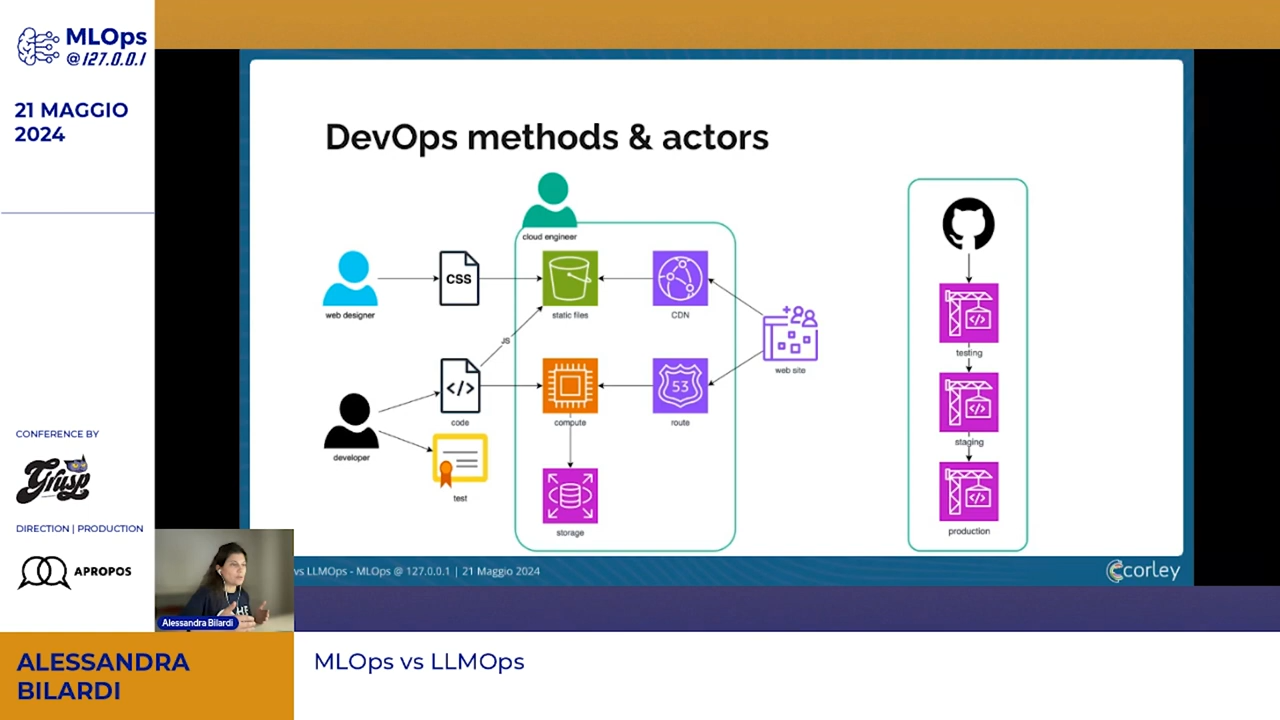 MLOps
@127.0.0.1
21 MAGGIO
2024
CONFERENCE BY
Grusp
DIRECTION | PRODUCTION
APROPOS
DevOps methods & actors
cloud engineer
web designer
CSS
static files
CDN
JS
web site
developer
</>
code
compute
53
route
test
storage
</>
testing
</>
staging
</>
production
vs LLMOps - MLOps @ 127.0.0.1 | 21 Maggio 2024
corley
THE
Alessandra Bilardi
ALESSANDRA
BILARDI
MLOps vs LLMOps